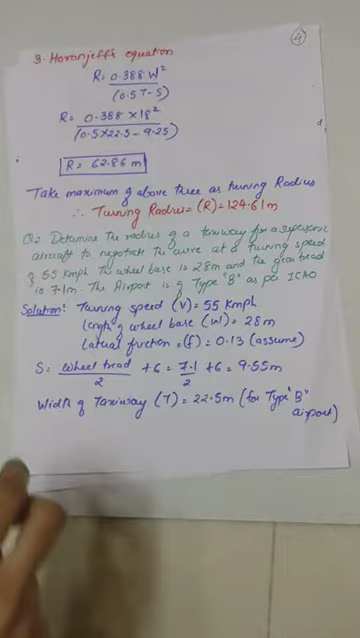 4
3. Horonjeff's equation
R = 0.388 W²
(0.5T - S)
R = 0.388 × 18²
(0.5×22.5 - 9.25)
R = 62.86 m
Take maximum of above three as turning Radius
∴ Turning Radius = (R) = 124.61m
Q:2 Determine the radius of a taxiway for a supersonic
aircraft to negotiate the curve at a turning speed
of 55 Kmph The wheel base is 28m and the gear tread
is 7.1m. The Airport is of Type "B" as per ICAO
Solution: Turning speed (V) = 55 Kmph
Length of wheel base (W) = 28m
Lateral friction = (f) = 0.13 (assume)
S = wheel tread / 2 + 6 = 7.1 / 2 + 6 = 9.55m
Width of Taxiway (T) = 22.5m (for Type "B"
airport)